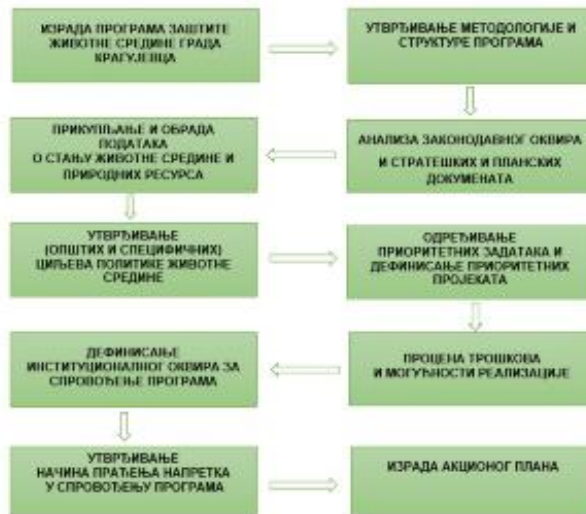 ИЗРАДА ПРОГРАМА ЗАШТИТЕ
ЖИВОТНЕ СРЕДИНЕ ГРАДА
КРАГУЈЕВЦА
УТВРЂИВАЊЕ МЕТОДОЛОГИЈЕ И
СТРУКТУРЕ ПРОГРАМА
АНАЛИЗА ЗАКОНОДАВНОГ ОКВИРА
И СТРАТЕШКИХ И ПЛАНСКИХ
ДОКУМЕНАТА
ПРИКУПЉАЊЕ И ОБРАДА
ПОДАТАКА
О СТАЊУ ЖИВОТНЕ СРЕДИНЕ И
ПРИРОДНИХ РЕСУРСА
УТВРЂИВАЊЕ
(ОПШТИХ И СПЕЦИФИЧНИХ)
ЦИЉЕВА ПОЛИТИКЕ ЖИВОТНЕ
СРЕДИНЕ
ОДРЕЂИВАЊЕ
ПРИОРИТЕТНИХ ЗАДАТАКА И
ДЕФИНИСАЊЕ ПРИОРИТЕТНИХ
ПРОЈЕКАТА
ПРОЦЕНА ТРОШКОВА
И МОГУЋНОСТИ РЕАЛИЗАЦИЈЕ
ДЕФИНИСАЊЕ
ИНСТИТУЦИОНАЛНОГ ОКВИРА ЗА
СПРОВОЂЕЊЕ ПРОГРАМА
УТВРЂИВАЊЕ
НАЧИНА ПРАЋЕЊА НАПРЕТКА
У СПРОВОЂЕЊУ ПРОГРАМА
ИЗРАДА АКЦИОНОГ ПЛАНА